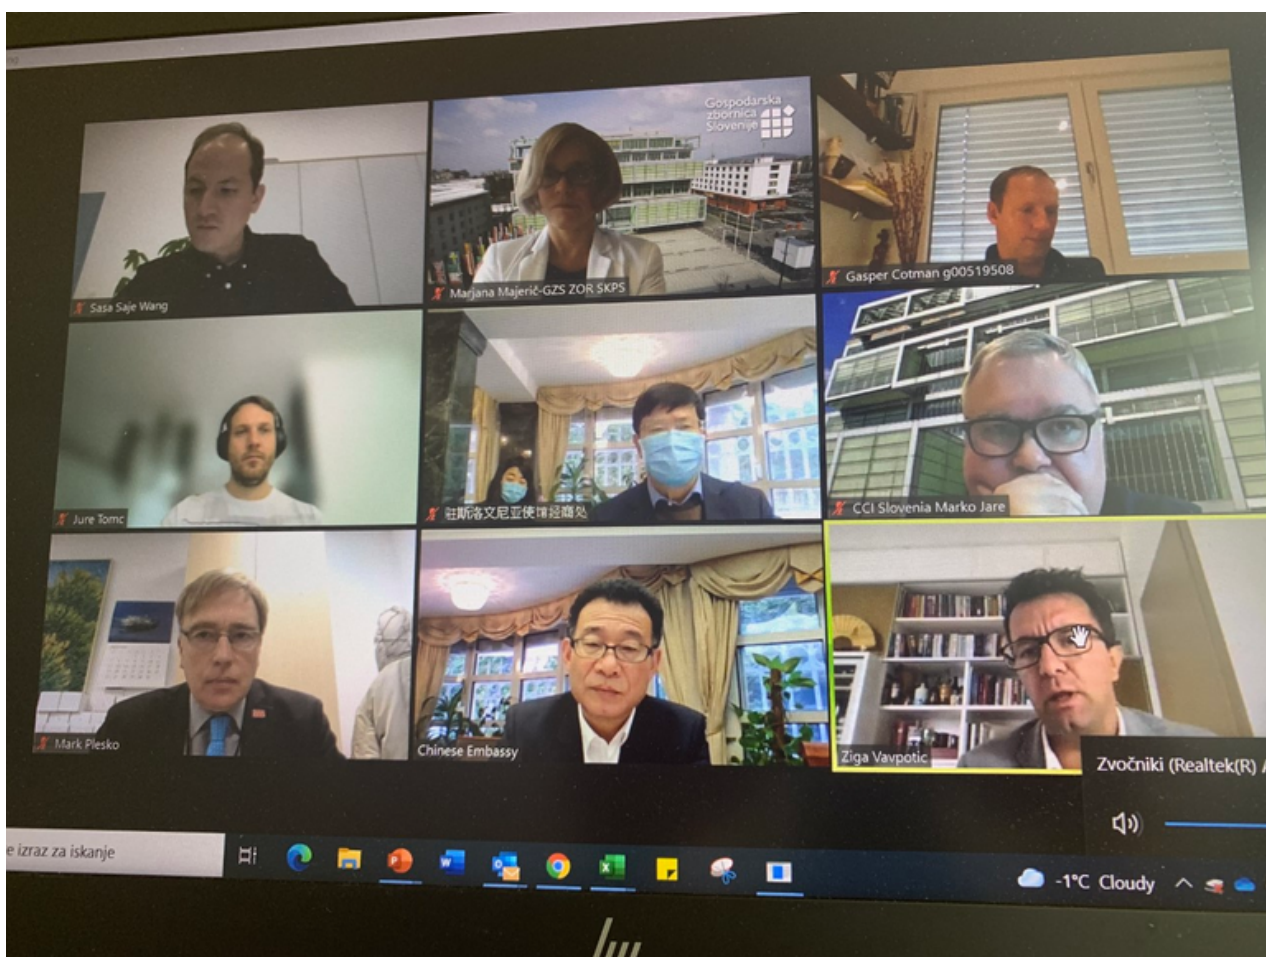 Gospodarska
zbornica
Slovenije
Sasa Saje Wang
Marjana Majerič-GZS ZOR SKPS
Gasper Cotman g00519508
Jure Tomc
驻斯洛文尼亚使馆经商处
CCI Slovenia Marko Jare
Mark Plesko
Chinese Embassy
Ziga Vavpotic
Zvočniki (Realtek(R) A
e izraz za iskanje
-1°C Cloudy
hp